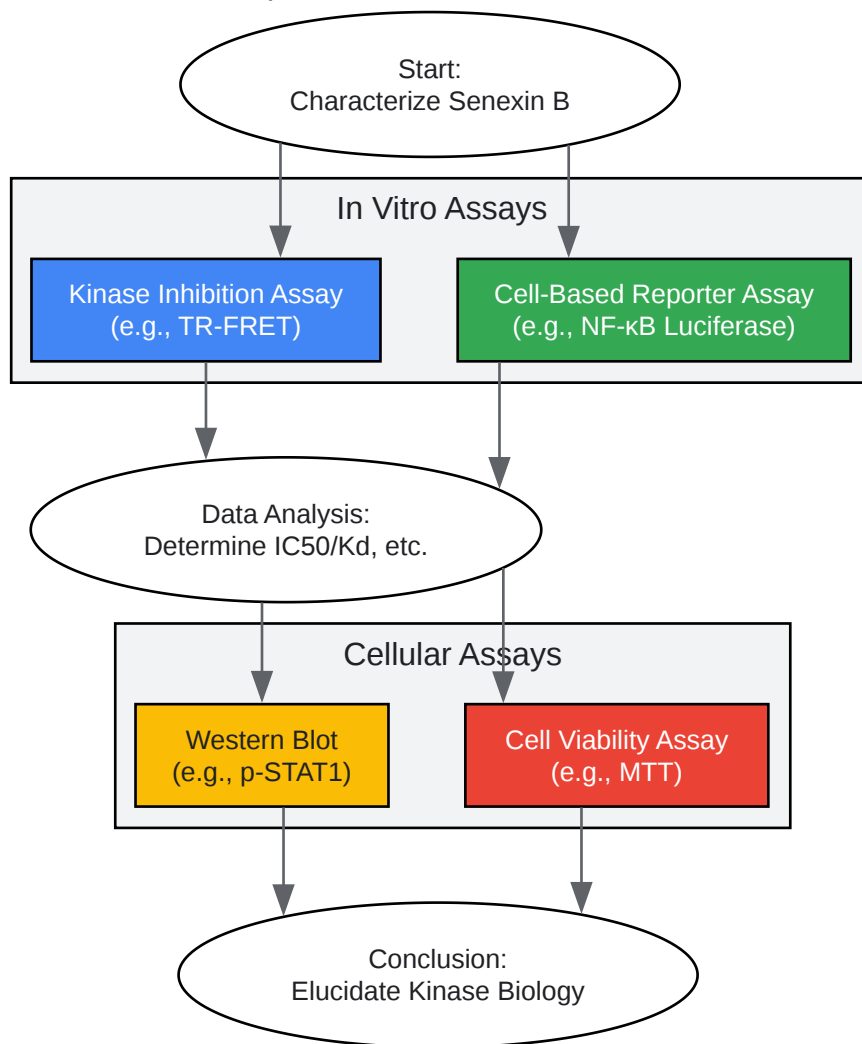 Start:
Characterize Senexin B
In Vitro Assays
Kinase Inhibition Assay
(e.g., TR-FRET)
Cell-Based Reporter Assay
(e.g., NF-κB Luciferase)
Data Analysis:
Determine IC50/Kd, etc.
Cellular Assays
Western Blot
(e.g., p-STAT1)
Cell Viability Assay
(e.g., MTT)
Conclusion:
Elucidate Kinase Biology